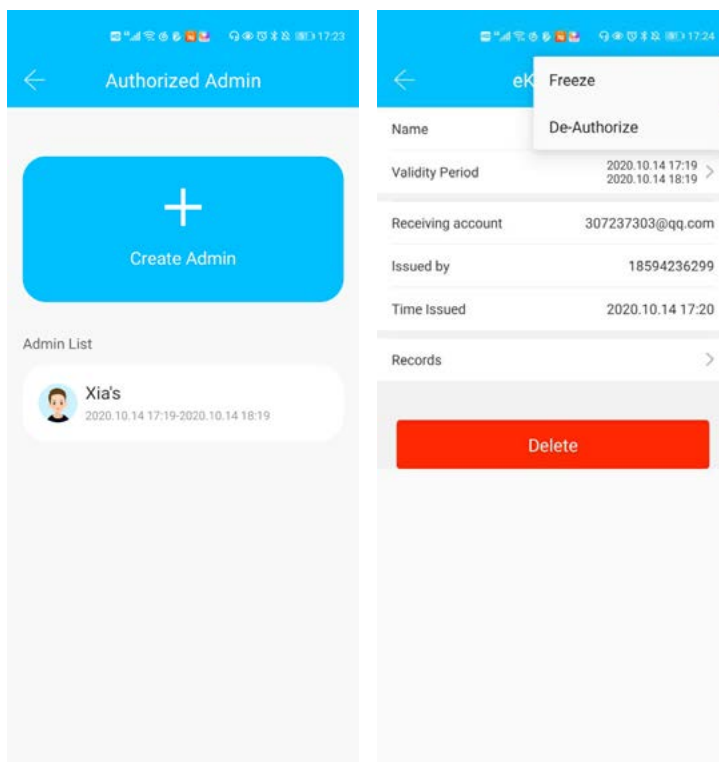 17:23
Authorized Admin
Create Admin
Admin List
Xia's
2020.10.14 17:19-2020.10.14 18:19
17:24
eK
Freeze
De-Authorize
Name
Validity Period
2020.10.14 17:19
2020.10.14 18:19
Receiving account
307237303@qq.com
Issued by
18594236299
Time Issued
2020.10.14 17:20
Records
Delete